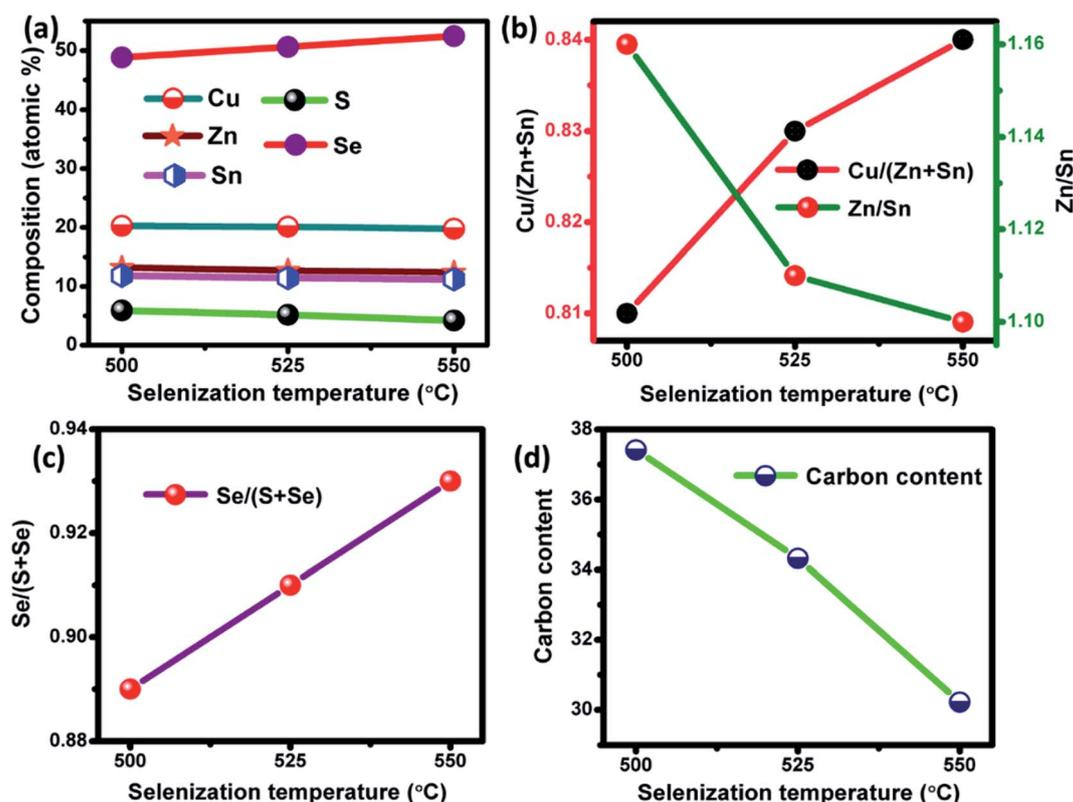 (a)
Composition (atomic %)
50
40
30
20
10
0
Cu
Zn
Sn
S
Se
500
525
550
Selenization temperature (°C)
(b)
Cu/(Zn+Sn)
0.84
0.83
0.82
0.81
Cu/(Zn+Sn)
Zn/Sn
1.16
1.14
1.12
1.10
Zn/Sn
500
525
550
Selenization temperature (°C)
(c)
Se/(S+Se)
0.94
0.92
0.90
0.88
Se/(S+Se)
500
525
550
Selenization temperature (°C)
(d)
Carbon content
38
36
34
32
30
Carbon content
500
525
550
Selenization temperature (°C)